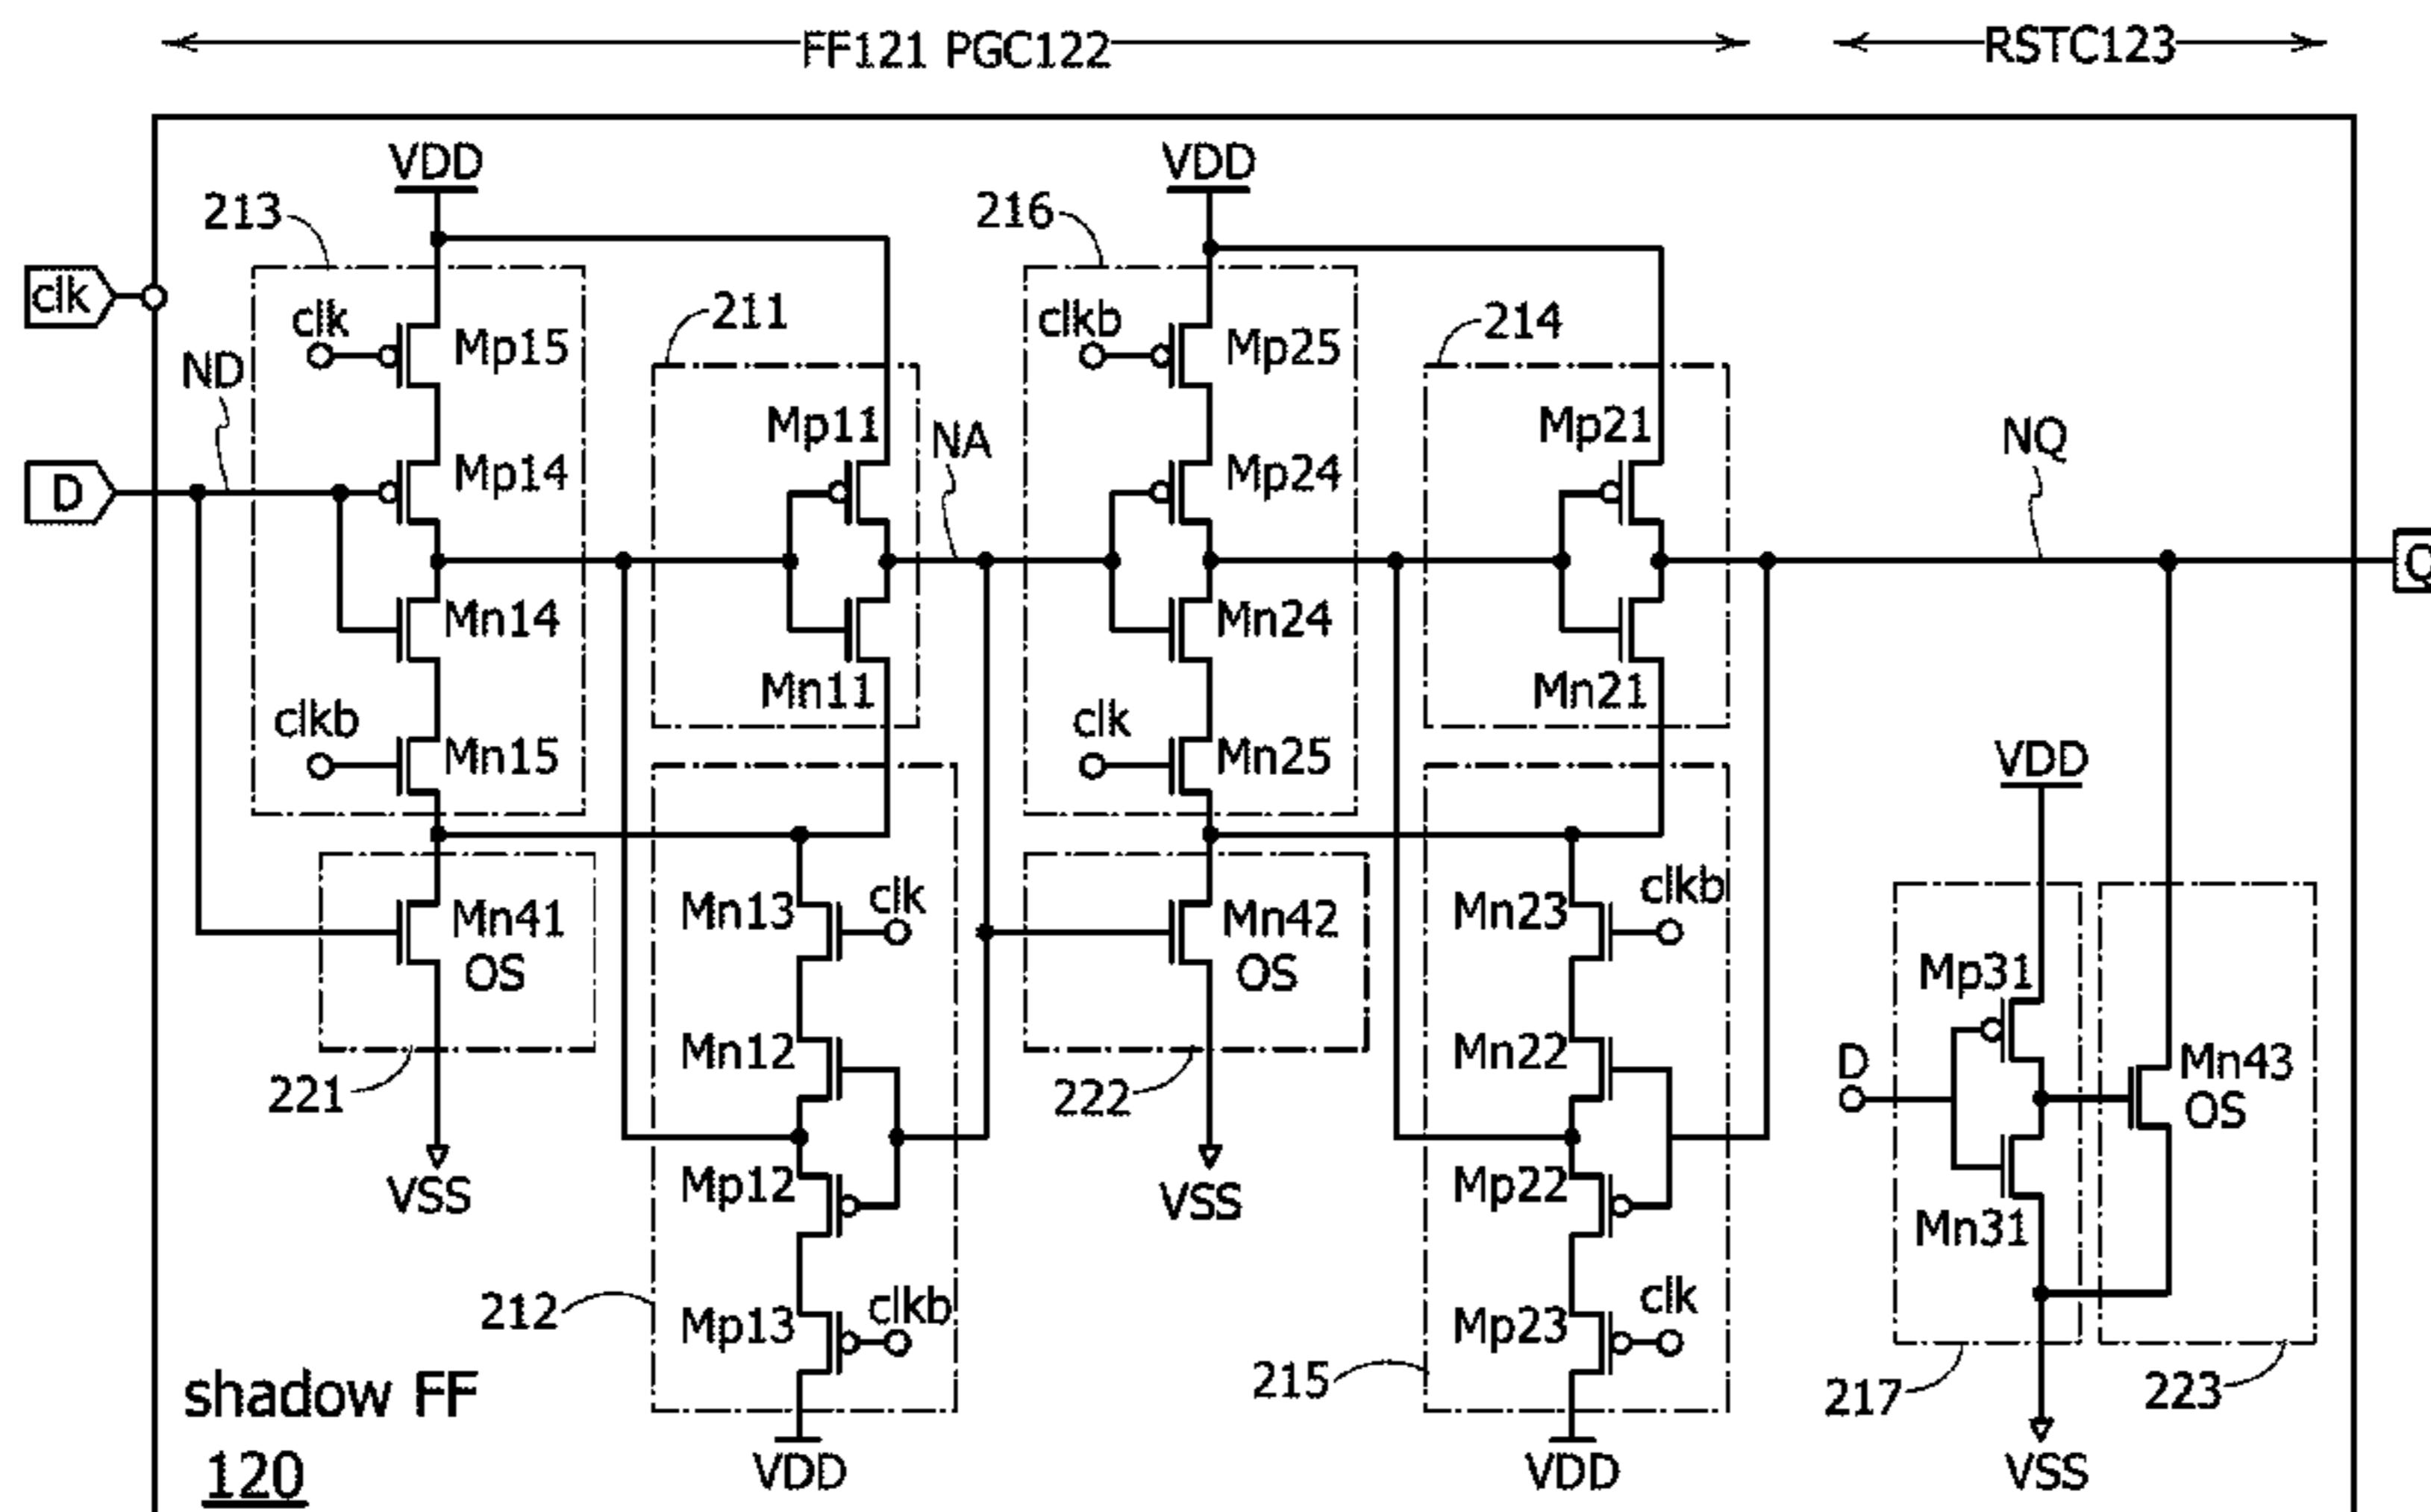 FF121 PGC122
RSTC123
VDD
VDD
213
216
clk
clk
clkb
211
214
Mp15
Mp25
ND
Mp11
Mp21
NA
NQ
D
Mp14
Mp24
Q
Mn14
Mn24
Mn11
Mn21
clkb
clk
Mn15
Mn25
VDD
Mn41
OS
Mn13
clk
Mn42
OS
Mn23
clkb
Mp31
221
Mn12
222
Mn22
D
Mn43
OS
VSS
Mp12
VSS
Mp22
Mn31
212
Mp13
clkb
215
Mp23
clk
217
223
shadow FF
120
VDD
VDD
VSS